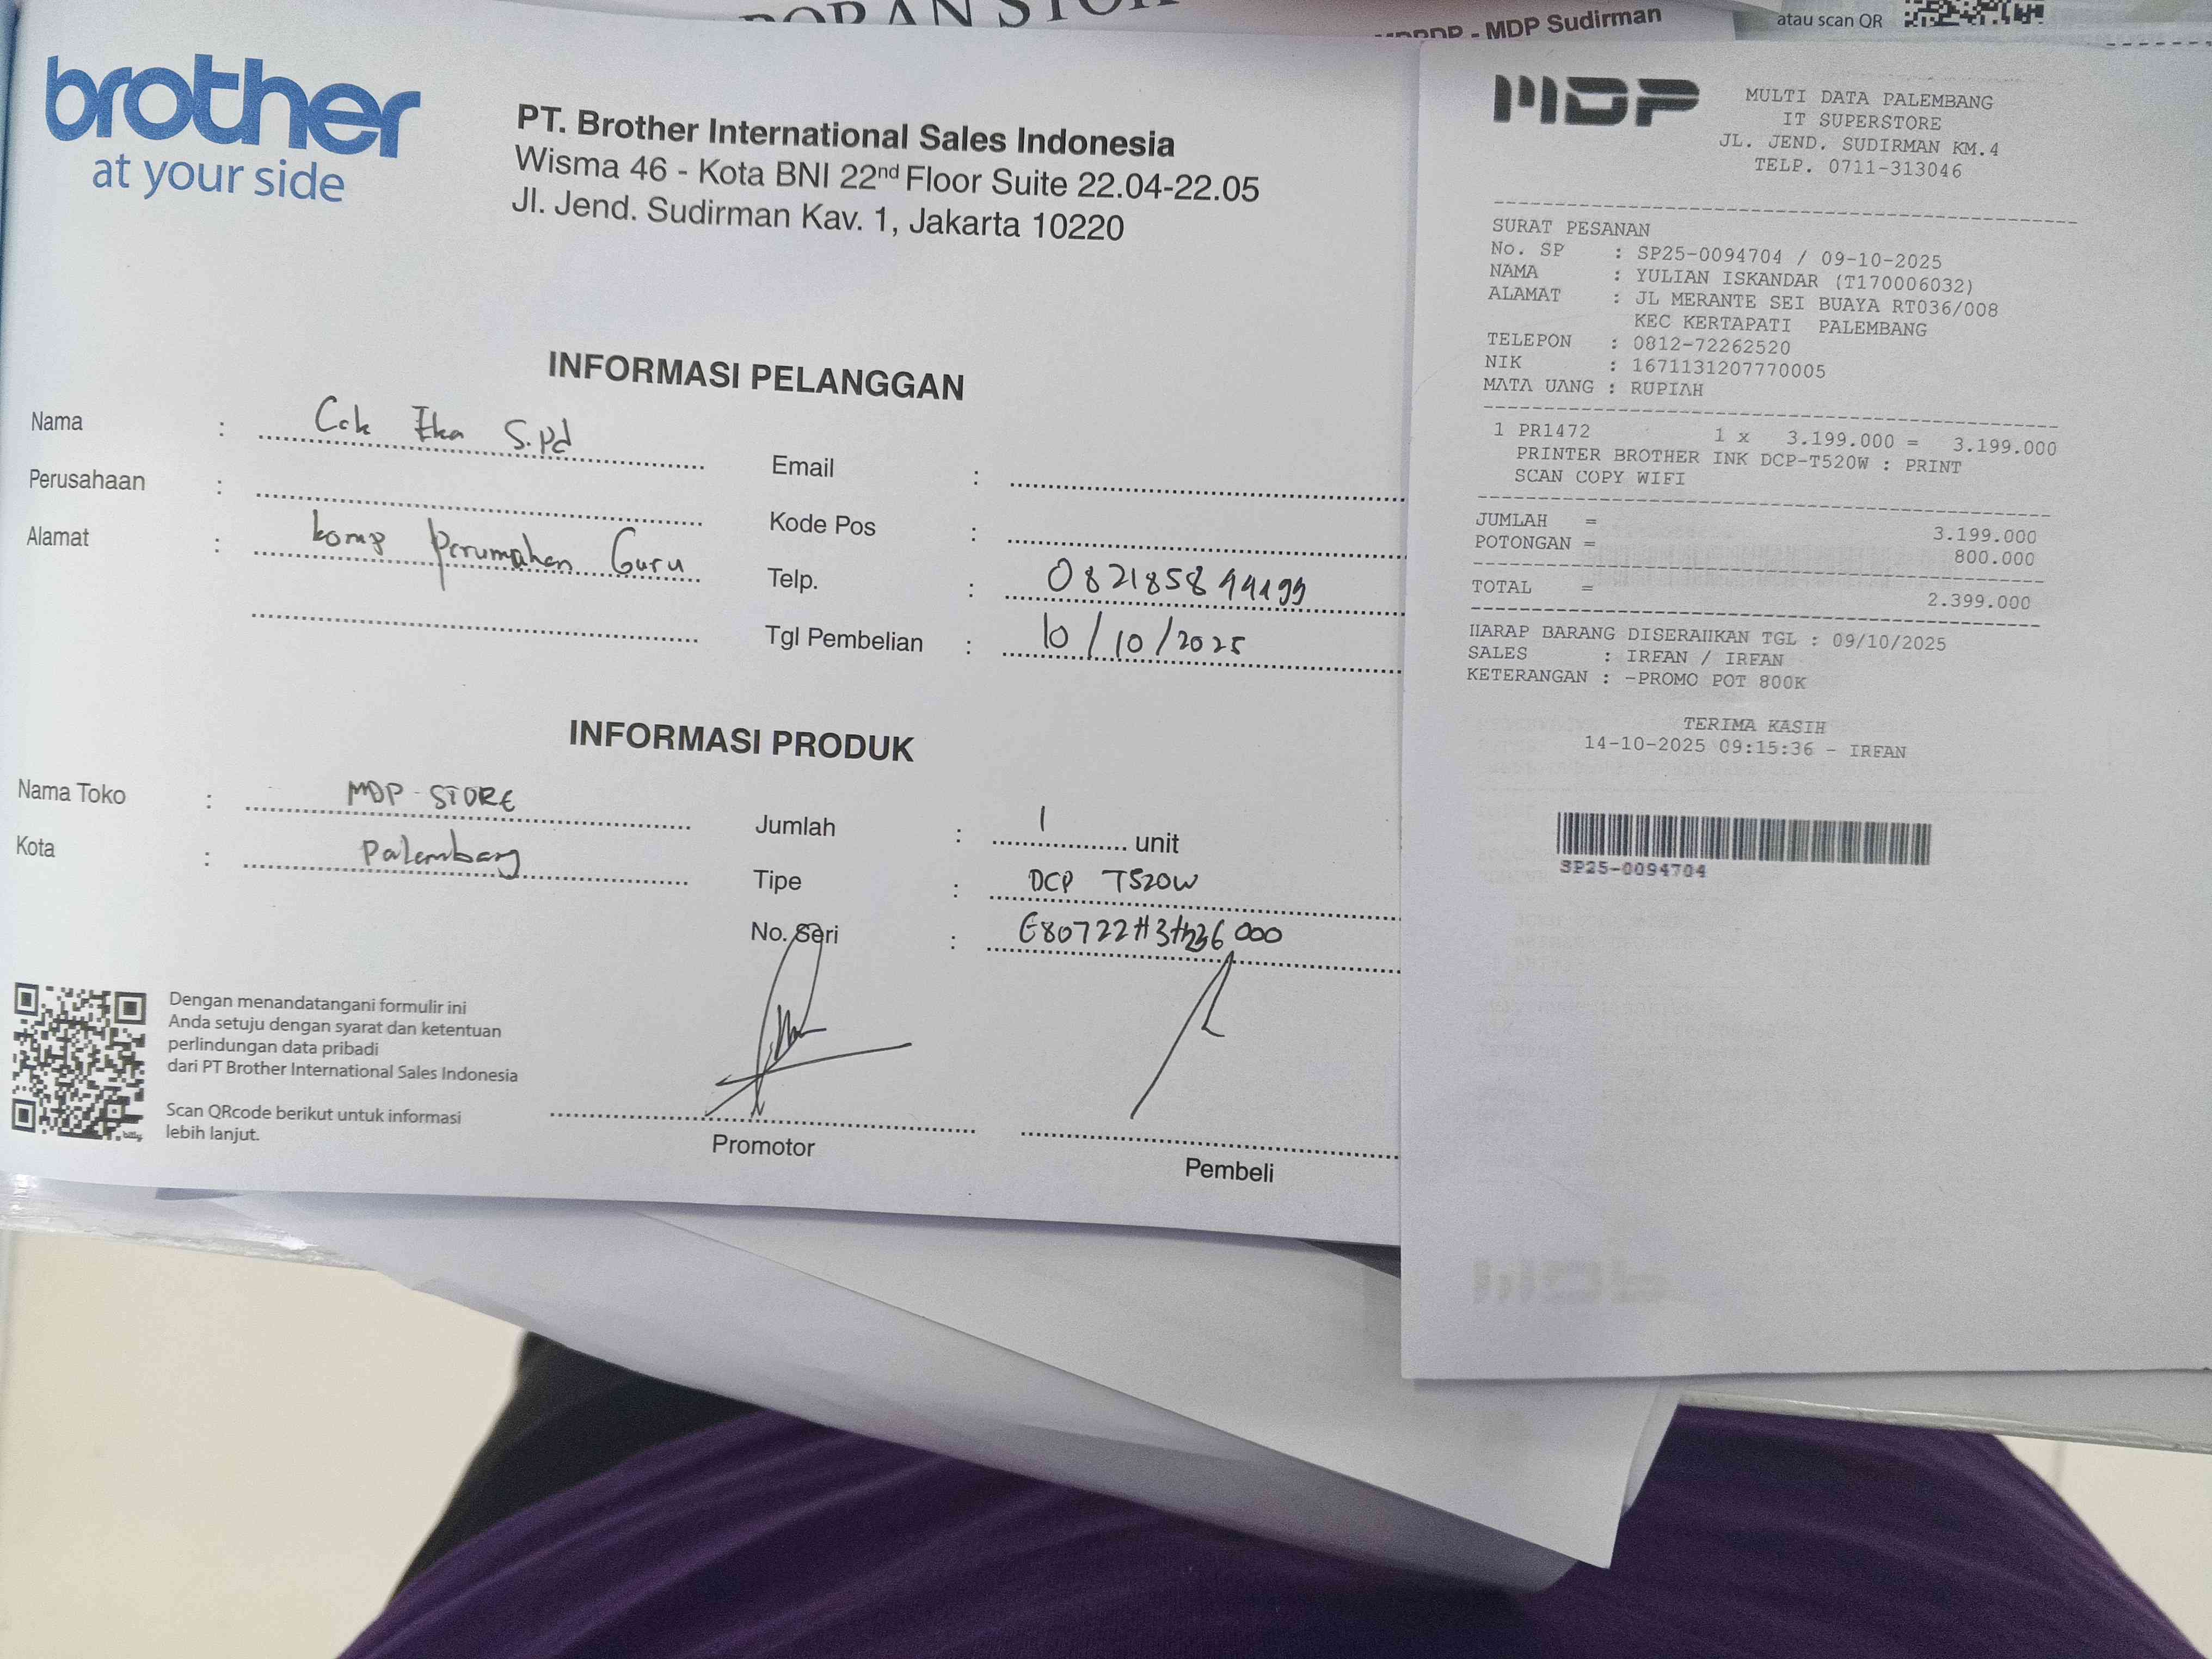 MDP Sudirman
atau scan QR
brother
at your side
PT. Brother International Sales Indonesia
Wisma 46 - Kota BNI 22nd Floor Suite 22.04-22.05
Jl. Jend. Sudirman Kav. 1, Jakarta 10220
INFORMASI PELANGGAN
Nama : Cek Eka S.Pd
Perusahaan :
Alamat : komp Perumahan Guru
Email :
Kode Pos :
Telp. :
Tgl Pembelian : 10/10/2025
INFORMASI PRODUK
Nama Toko : MDP-STORE
Kota : Palembang
Jumlah : 1 unit
Tipe : DCP T520W
No. Seri :
Dengan menandatangani formulir ini
Anda setuju dengan syarat dan ketentuan
perlindungan data pribadi
dari PT Brother International Sales Indonesia
Scan QRcode berikut untuk informasi
lebih lanjut.
Promotor
Pembeli
MDP
MULTI DATA PALEMBANG
IT SUPERSTORE
JL. JEND. SUDIRMAN KM.4
TELP. 0711-313046
SURAT PESANAN
No. SP : SP25-0094704 / 09-10-2025
NAMA : YULIAN ISKANDAR (T170006032)
ALAMAT : JL MERANTE SEI BUAYA RT036/008
KEC KERTAPATI PALEMBANG
TELEPON : 0812-72262520
NIK : 1671131207770005
MATA UANG : RUPIAH
1 PR1472 1 x 3.199.000 = 3.199.000
PRINTER BROTHER INK DCP-T520W : PRINT
SCAN COPY WIFI
JUMLAH = 3.199.000
POTONGAN = 800.000
TOTAL = 2.399.000
HARAP BARANG DISERAHKAN TGL : 09/10/2025
SALES : IRFAN / IRFAN
KETERANGAN : -PROMO POT 800K
TERIMA KASIH
14-10-2025 09:15:36 - IRFAN
SP25-0094704